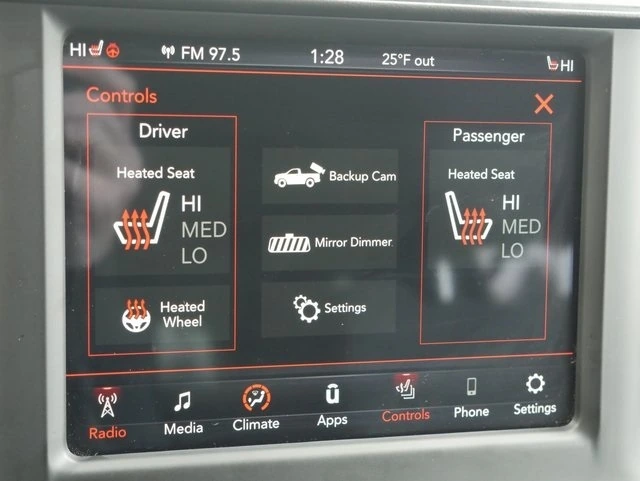 HI FM 97.5 1:28 25°F out HI
Controls
Driver
Heated Seat
HI
MED
LO
Heated
Wheel
Backup Cam
Mirror Dimmer
Settings
Passenger
Heated Seat
HI
MED
LO
Radio Media Climate Apps Controls Phone Settings